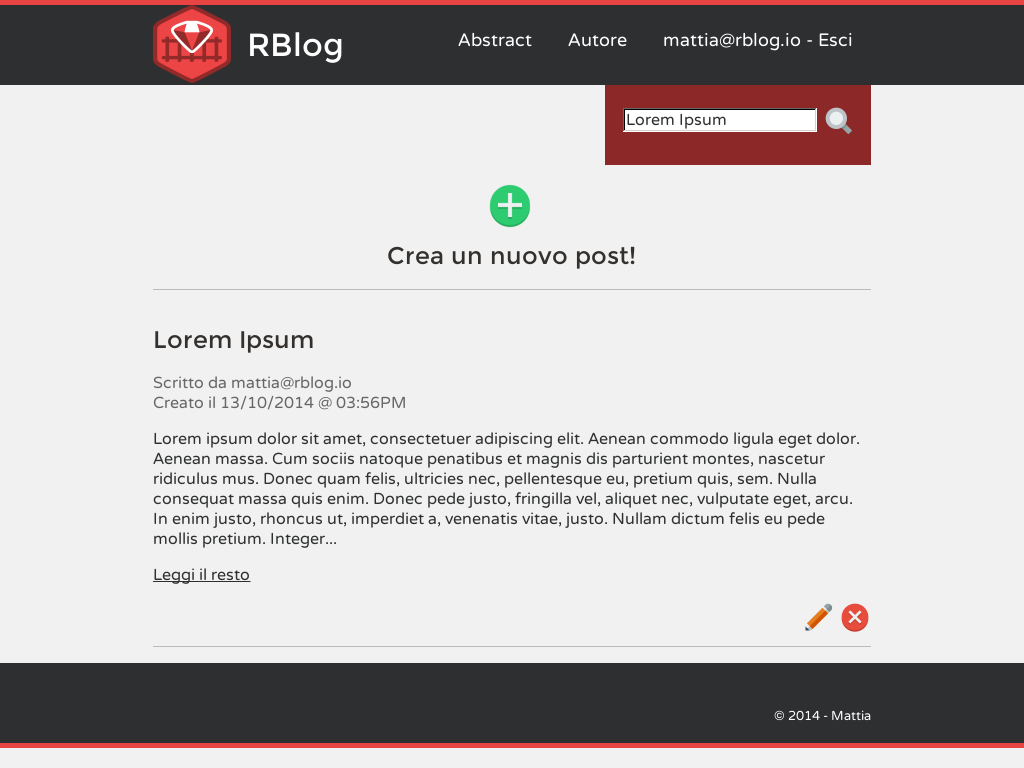 RBlog
Abstract
Autore
mattia@rblog.io - Esci
Lorem Ipsum
Crea un nuovo post!
Lorem Ipsum
Scritto da mattia@rblog.io
Creato il 13/10/2014 @ 03:56PM
Lorem ipsum dolor sit amet, consectetuer adipiscing elit. Aenean commodo ligula eget dolor.
Aenean massa. Cum sociis natoque penatibus et magnis dis parturient montes, nascetur
ridiculus mus. Donec quam felis, ultricies nec, pellentesque eu, pretium quis, sem. Nulla
consequat massa quis enim. Donec pede justo, fringilla vel, aliquet nec, vulputate eget, arcu.
In enim justo, rhoncus ut, imperdiet a, venenatis vitae, justo. Nullam dictum felis eu pede
mollis pretium. Integer...
Leggi il resto
© 2014 - Mattia